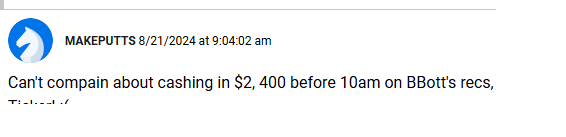 MAKEPUTTS 8/21/2024 at 9:04:02 am
Can't compain about cashing in $2, 400 before 10am on BBott's recs,